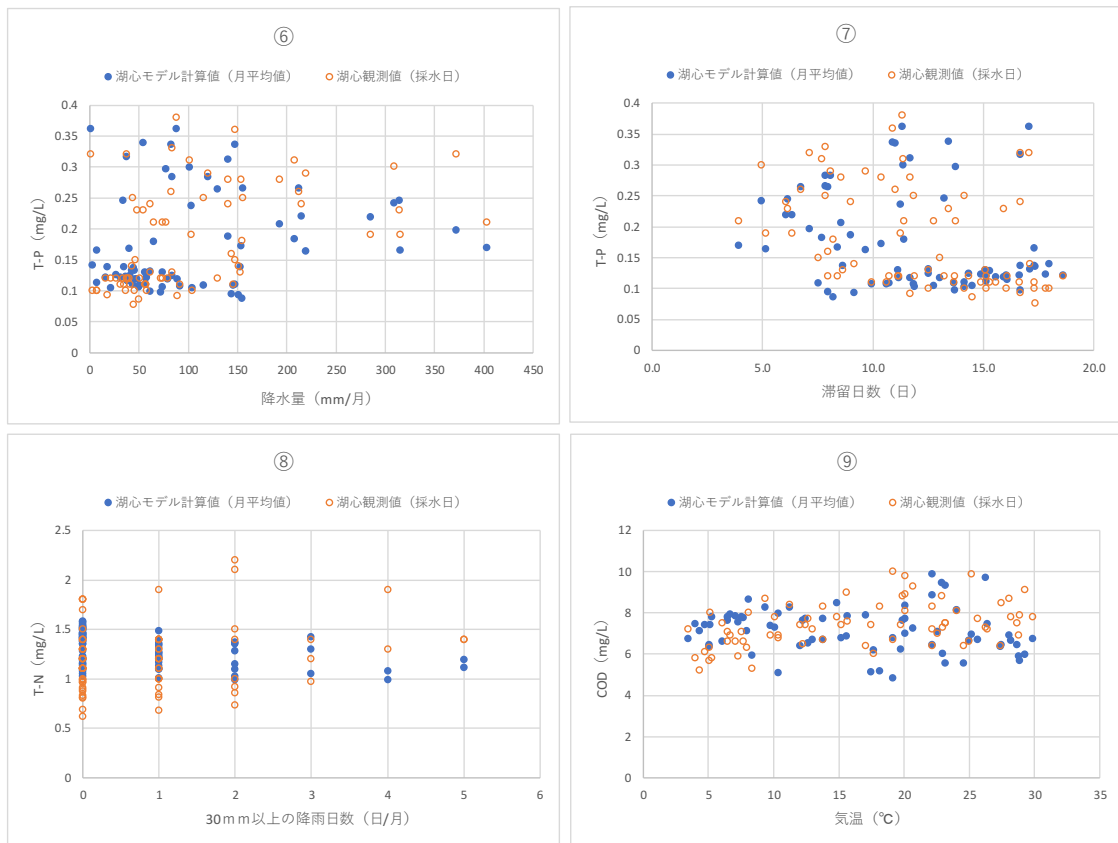 ⑥
湖心モデル計算値（月平均値） 湖心観測値（採水日）
T-P（mg/L）
0.4
0.35
0.3
0.25
0.2
0.15
0.1
0.05
0
0 50 100 150 200 250 300 350 400 450
降水量（mm/月）
⑦
湖心モデル計算値（月平均値） 湖心観測値（採水日）
T-P（mg/L）
0.4
0.35
0.3
0.25
0.2
0.15
0.1
0.05
0
0.0 5.0 10.0 15.0 20.0
滞留日数（日）
⑧
湖心モデル計算値（月平均値） 湖心観測値（採水日）
T-N（mg/L）
2.5
2
1.5
1
0.5
0
0 1 2 3 4 5 6
30ｍｍ以上の降雨日数（日/月）
⑨
湖心モデル計算値（月平均値） 湖心観測値（採水日）
COD（mg/L）
12
10
8
6
4
2
0
0 5 10 15 20 25 30 35
気温（℃）